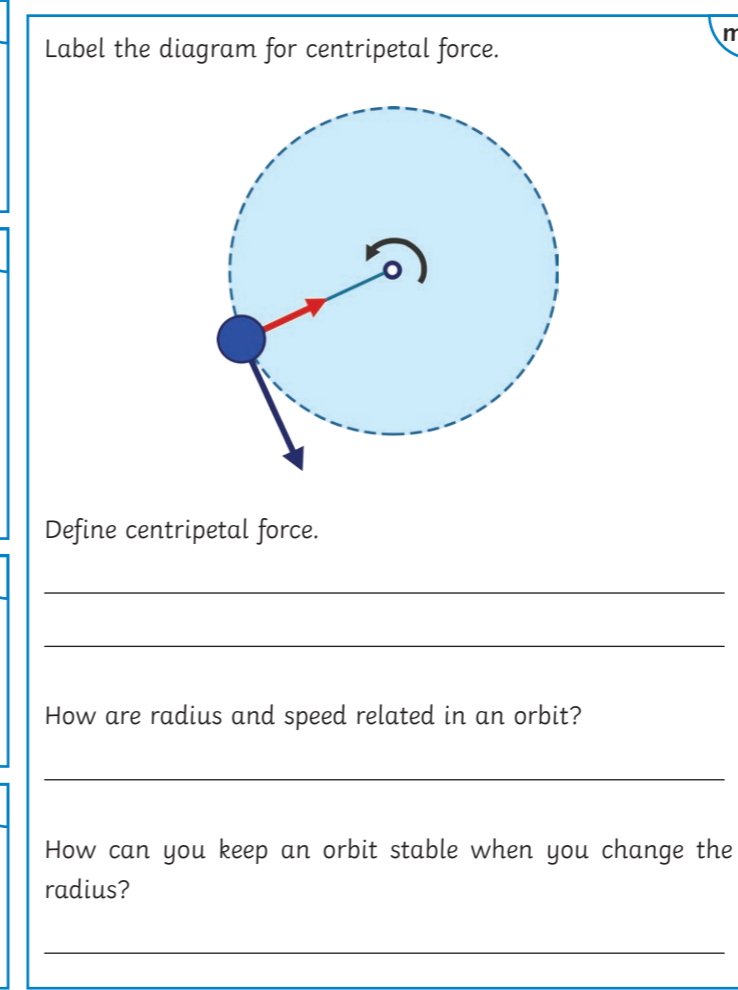 Label the diagram for centripetal force.
Define centripetal force.
How are radius and speed related in an orbit?
How can you keep an orbit stable when you change the
radius?